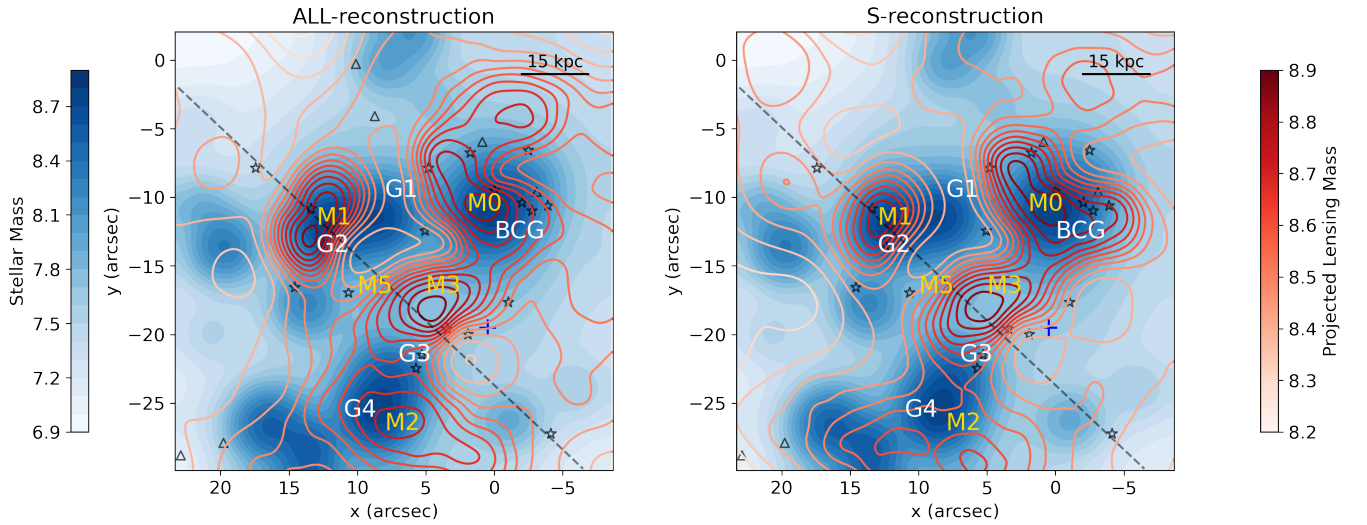 ALL-reconstruction
S-reconstruction
Stellar Mass
8.7
8.4
8.1
7.8
7.5
7.2
6.9
y (arcsec)
0
−5
−10
−15
−20
−25
15 kpc
G1
M0
M1
G2
BCG
M5
M3
G3
G4
M2
20
15
10
5
0
−5
x (arcsec)
y (arcsec)
0
−5
−10
−15
−20
−25
15 kpc
G1
M0
M1
G2
BCG
M5
M3
G3
G4
M2
20
15
10
5
0
−5
x (arcsec)
8.9
8.8
8.7
8.6
8.5
8.4
8.3
8.2
Projected Lensing Mass